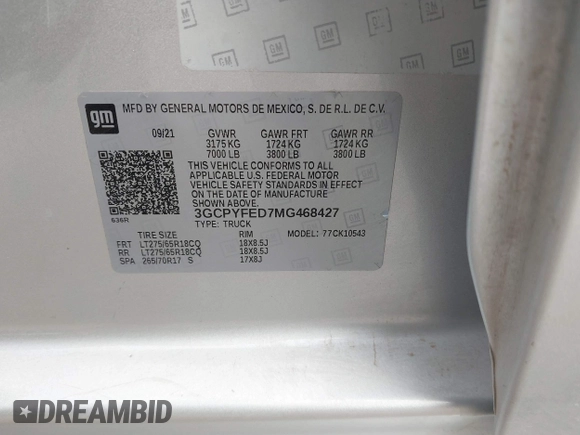 GM
GM
GM
GM
GM
gm
MFD BY GENERAL MOTORS DE MEXICO, S. DE R.L. DE C.V.
09/21 GVWR GAWR FRT GAWR RR
3175 KG 1724 KG 1724 KG
7000 LB 3800 LB 3800 LB
THIS VEHICLE CONFORMS TO ALL
APPLICABLE U.S. FEDERAL MOTOR
VEHICLE SAFETY STANDARDS IN EFFECT
ON THE DATE OF MANUFACTURE
SHOWN ABOVE.
3GCPYFED7MG468427
TYPE: TRUCK
636R
TIRE SIZE RIM MODEL: 77CK10543
FRT LT275/65R18CQ 18X8.5J
RR LT275/65R18CQ 18X8.5J
SPA 265/70R17 S 17X8J
DREAMBID